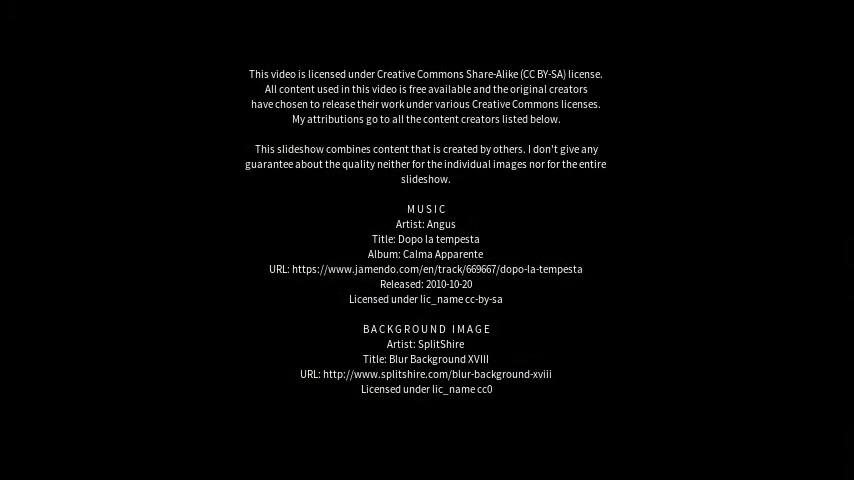 This video is licensed under Creative Commons Share-Alike (CC BY-SA) license.
All content used in this video is free available and the original creators
have chosen to release their work under various Creative Commons licenses.
My attributions go to all the content creators listed below.
This slideshow combines content that is created by others. I don't give any
guarantee about the quality neither for the individual images nor for the entire
slideshow.
MUSIC
Artist: Angus
Title: Dopo la tempesta
Album: Calma Apparente
URL: https://www.jamendo.com/en/track/669667/dopo-la-tempesta
Released: 2010-10-20
Licensed under lic_name cc-by-sa
BACKGROUND IMAGE
Artist: SplitShire
Title: Blur Background XVIII
URL: http://www.splitshire.com/blur-background-xviii
Licensed under lic_name cc0